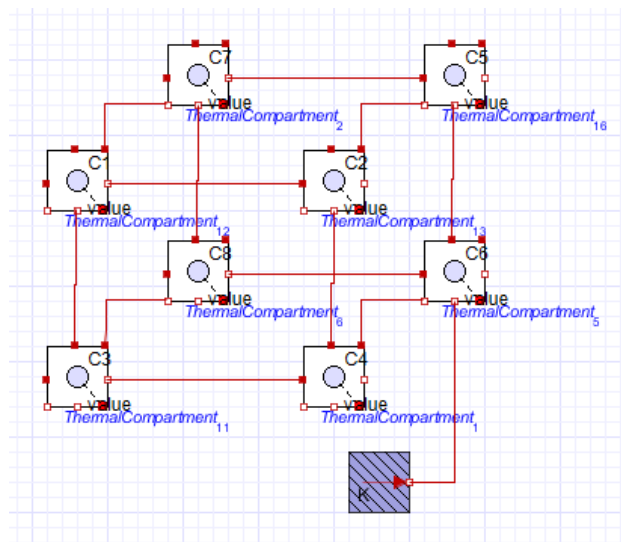 C7
value
ThermalCompartment2
C5
value
ThermalCompartment16
C1
value
ThermalCompartment12
C2
value
ThermalCompartment13
C8
value
ThermalCompartment6
C6
value
ThermalCompartment5
C3
value
ThermalCompartment11
C4
value
ThermalCompartment1
K